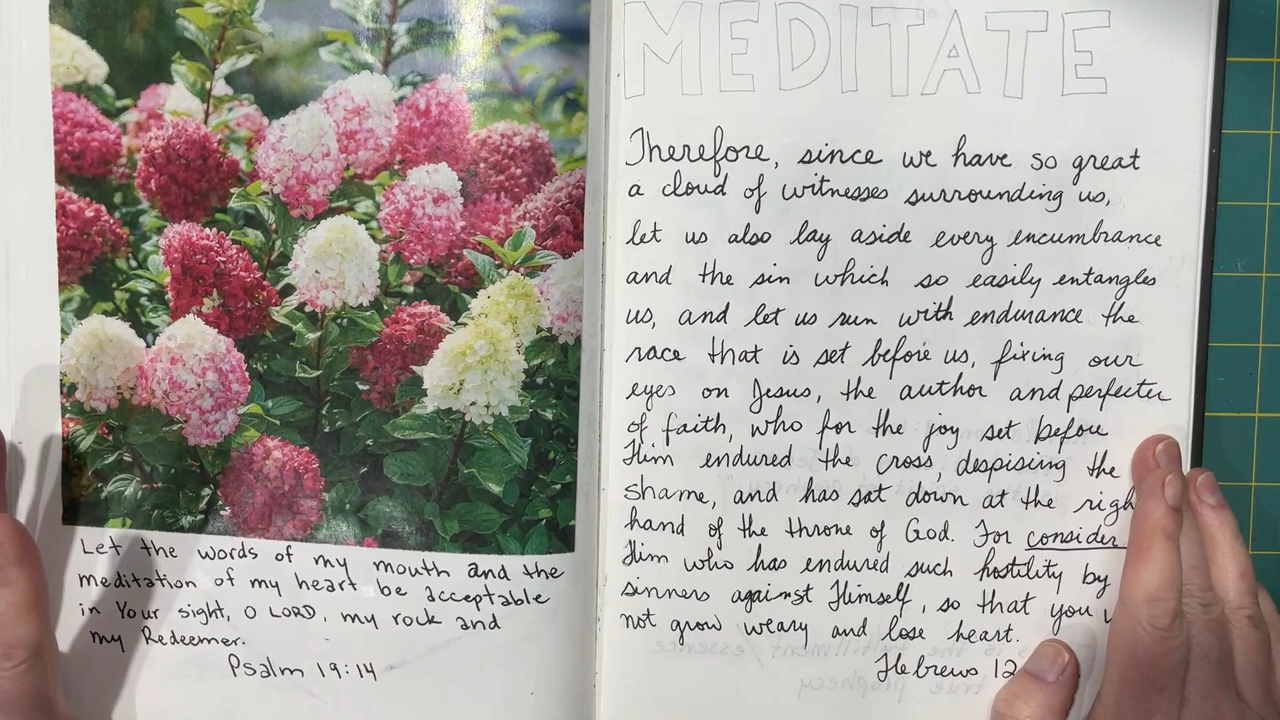 Let the words of my mouth and the
meditation of my heart be acceptable
in Your sight, O LORD, my rock and
my Redeemer.
Psalm 19:14
MEDITATE
Therefore, since we have so great
a cloud of witnesses surrounding us,
let us also lay aside every encumbrance
and the sin which so easily entangles
us, and let us run with endurance the
race that is set before us, fixing our
eyes on Jesus, the author and perfecter
of faith, who for the joy set before
Him endured the cross despising the
shame, and has sat down at the righ
hand of the throne of God. For consider
Him who has endured such hostility by
sinners against Himself, so that you
not grow weary and lose heart.
Hebrews 12